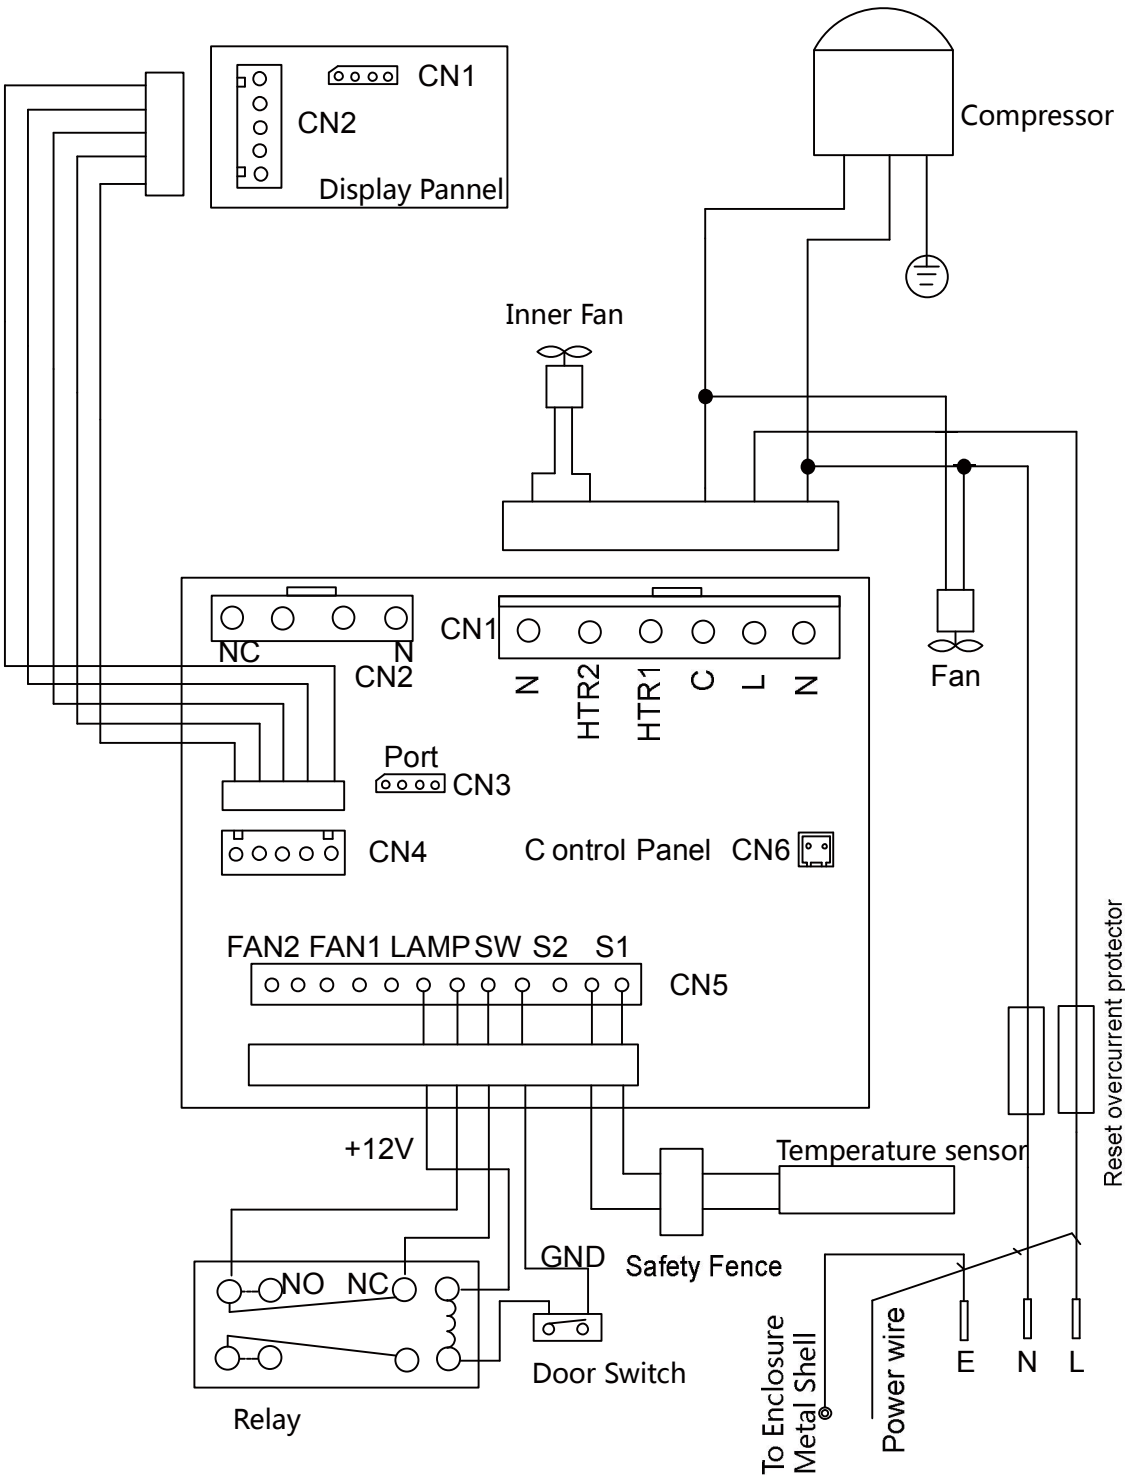 CN1
CN2
Display Pannel
Compressor
Inner Fan
CN1
NC
N
CN2
N
HTR2
HTR1
C
L
N
Fan
Port
CN3
CN4
C ontrol Panel
CN6
FAN2 FAN1 LAMP SW S2 S1
CN5
Reset overcurrent protector
+12V
Temperature sensor
GND
Safety Fence
NO
NC
Door Switch
Relay
To Enclosure
Metal Shell
Power wire
E
N
L